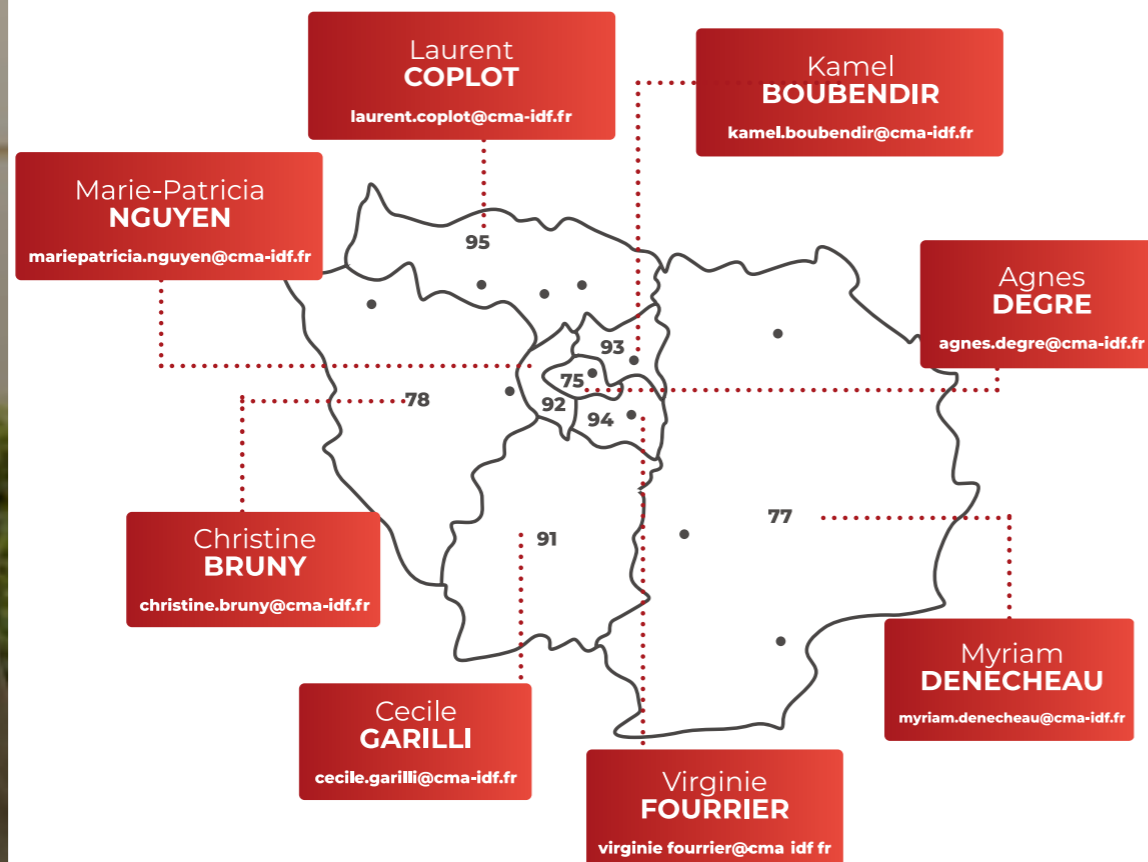 Laurent
COPLOT
laurent.coplot@cma-idf.fr
Kamel
BOUBENDIR
kamel.boubendir@cma-idf.fr
Marie-Patricia
NGUYEN
mariepatricia.nguyen@cma-idf.fr
95
Agnes
DEGRE
agnes.degre@cma-idf.fr
93
75
78
92
94
77
91
Christine
BRUNY
christine.bruny@cma-idf.fr
Myriam
DENECHEAU
myriam.denecheau@cma-idf.fr
Cecile
GARILLI
cecile.garilli@cma-idf.fr
Virginie
FOURRIER
virginie fourrier@cma idf fr